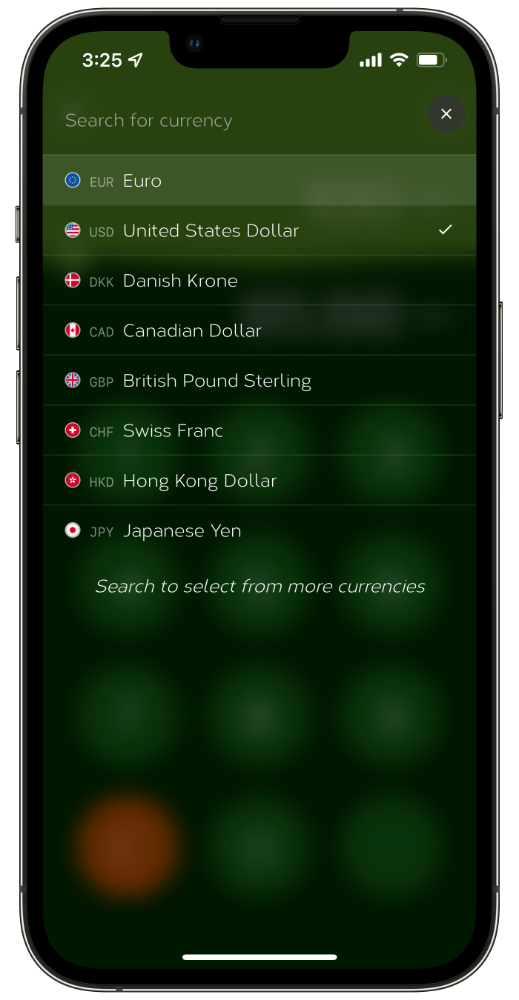 3:25
Search for currency
EUR Euro
USD United States Dollar
DKK Danish Krone
CAD Canadian Dollar
GBP British Pound Sterling
CHF Swiss Franc
HKD Hong Kong Dollar
JPY Japanese Yen
Search to select from more currencies